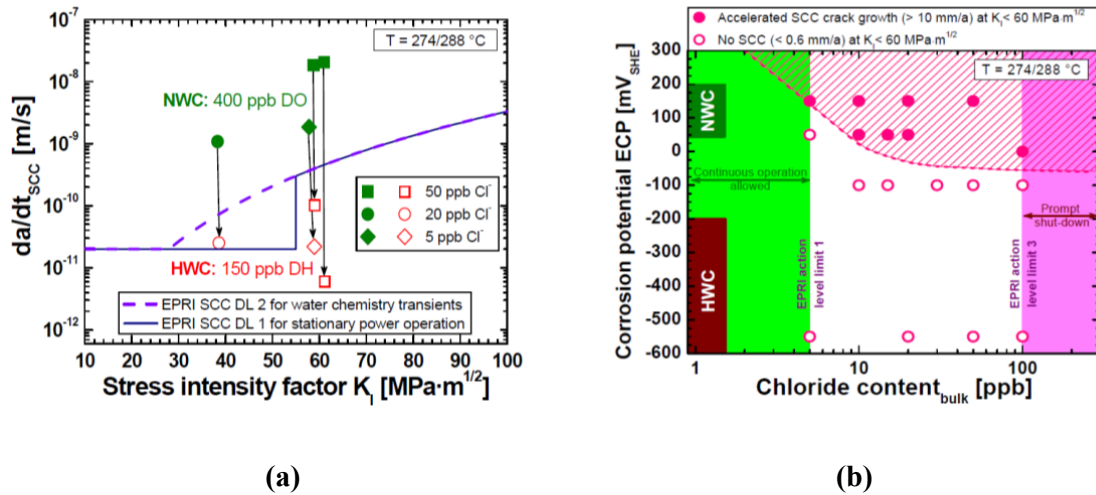 T = 274/288 °C
NWC: 400 ppb DO
50 ppb Cl⁻
20 ppb Cl⁻
5 ppb Cl⁻
HWC: 150 ppb DH
EPRI SCC DL 2 for water chemistry transients
EPRI SCC DL 1 for stationary power operation
da/dt_SCC [m/s]
10⁻⁷
10⁻⁸
10⁻⁹
10⁻¹⁰
10⁻¹¹
10⁻¹²
10 20 30 40 50 60 70 80 90 100
Stress intensity factor K_I [MPa·m^1/2]
(a)
Accelerated SCC crack growth (> 10 mm/a) at K_I< 60 MPa·m^1/2
No SCC (< 0.6 mm/a) at K_I< 60 MPa·m^1/2
T = 274/288 °C
Corrosion potential ECP [mV_SHE]
300
200
100
0
-100
-200
-300
-400
-500
-600
NWC
HWC
Continuous operation
allowed
EPRI action
level limit 1
EPRI action
level limit 3
Prompt
shut-down
1 10 100
Chloride content_bulk [ppb]
(b)